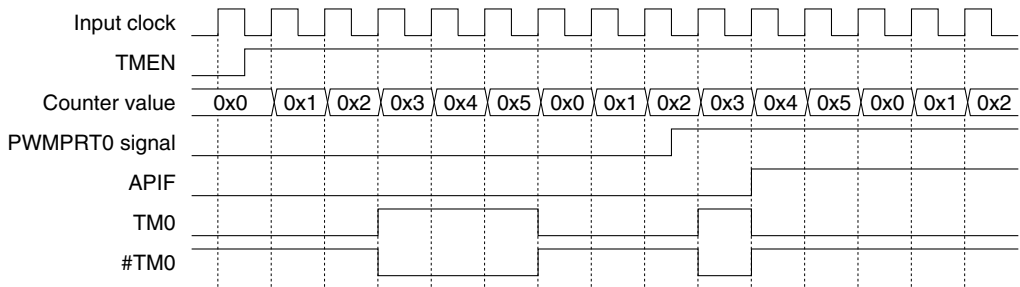 Input clock
TMEN
Counter value 0x0 0x1 0x2 0x3 0x4 0x5 0x0 0x1 0x2 0x3 0x4 0x5 0x0 0x1 0x2
PWMPRT0 signal
APIF
TM0
#TM0